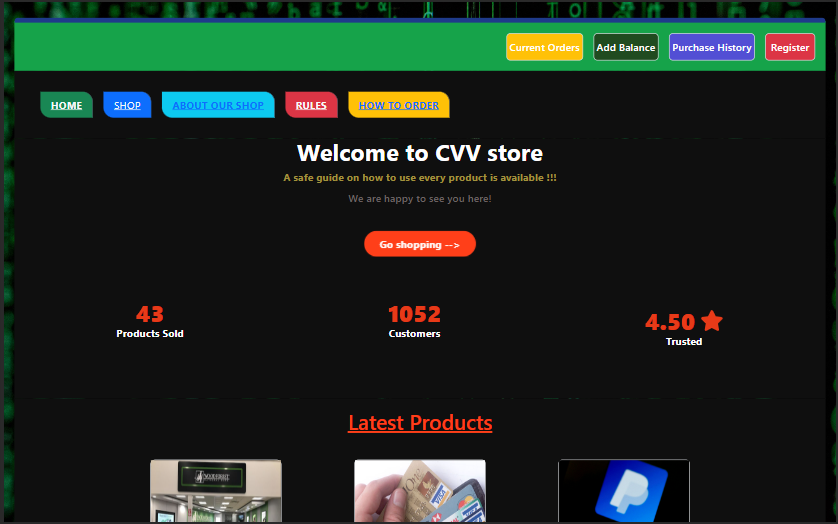 Current Orders
Add Balance
Purchase History
Register
HOME
SHOP
ABOUT OUR SHOP
RULES
HOW TO ORDER
Welcome to CVV store
A safe guide on how to use every product is available !!!
We are happy to see you here!
Go shopping -->
43
Products Sold
1052
Customers
4.50
Trusted
Latest Products